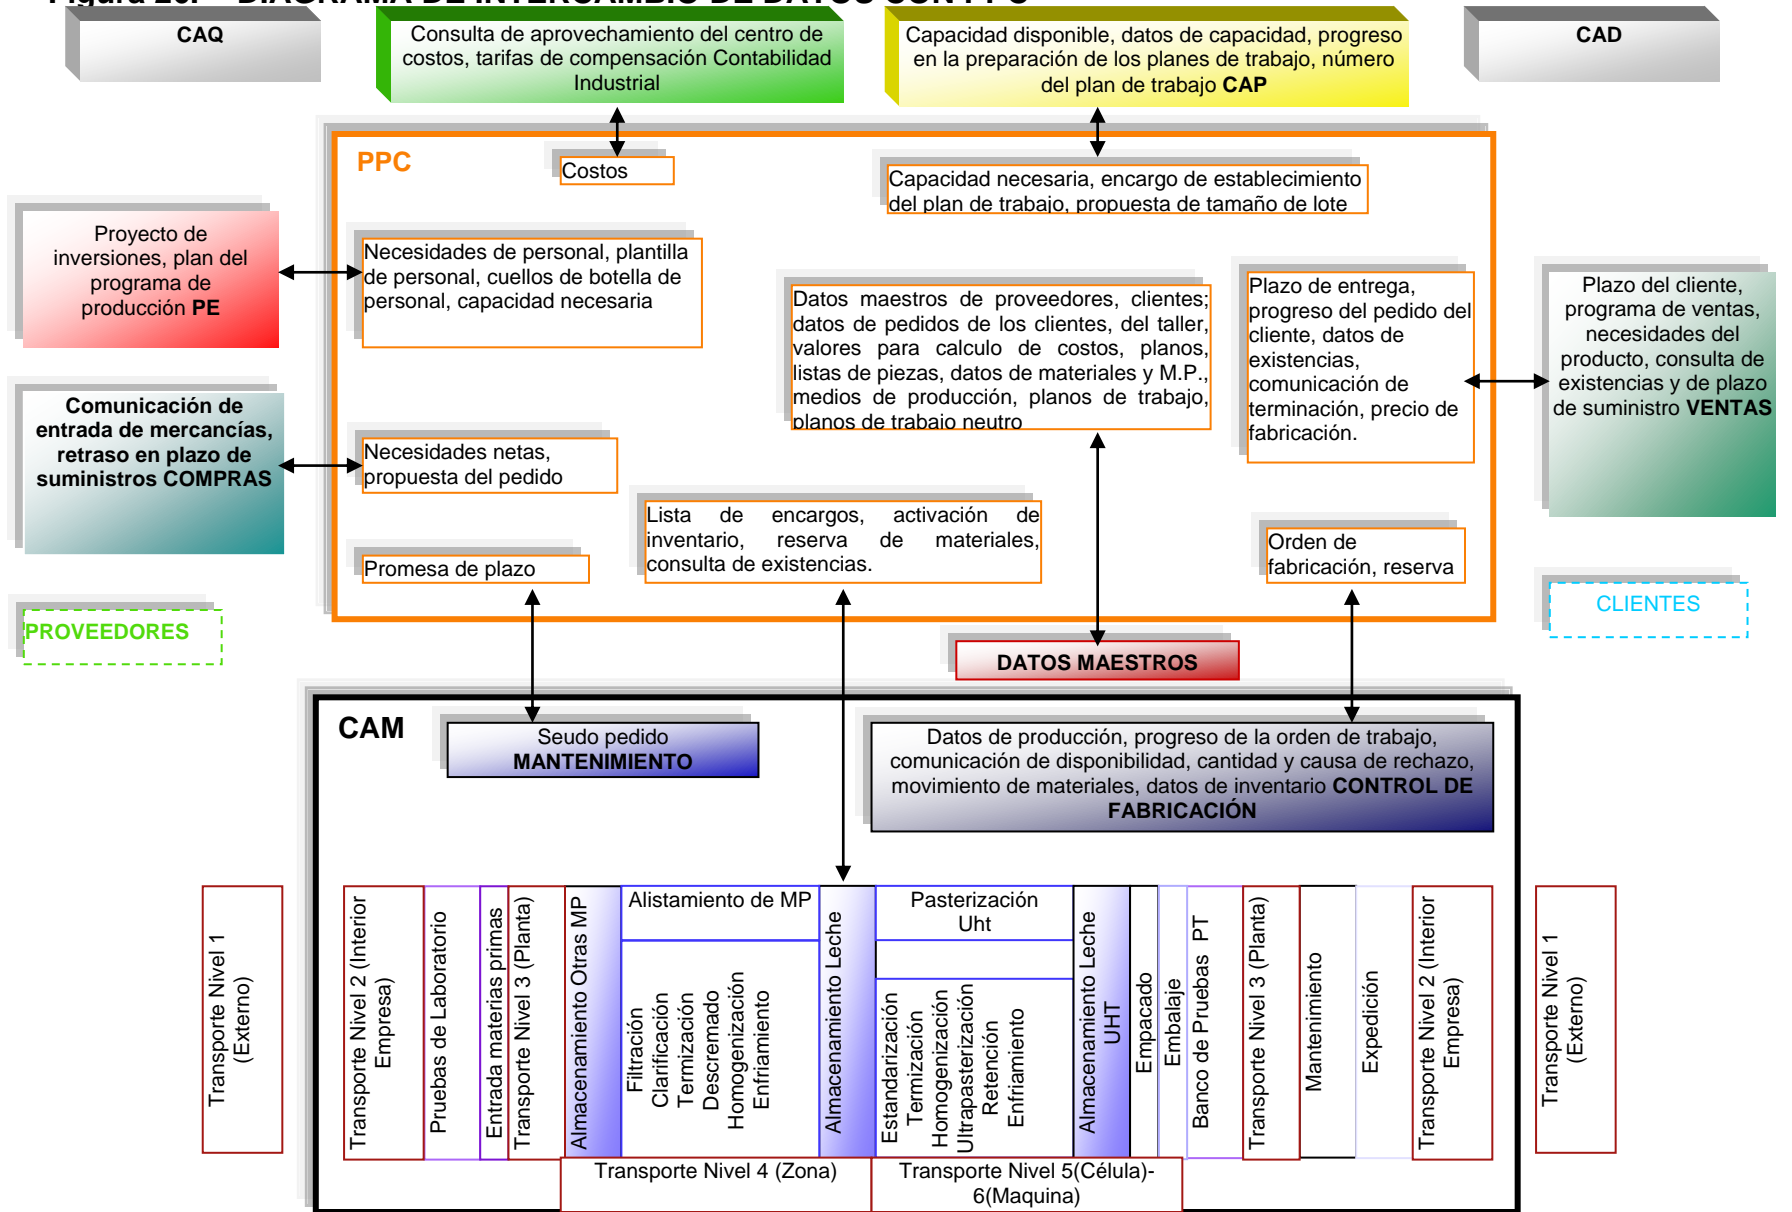 Figura 20. DIAGRAMA DE INTERCAMBIO DE DATOS CON PPC
CAQ
Consulta de aprovechamiento del centro de
costos, tarifas de compensación Contabilidad
Industrial
Capacidad disponible, datos de capacidad, progreso
en la preparación de los planes de trabajo, número
del plan de trabajo CAP
CAD
PPC
Costos
Capacidad necesaria, encargo de establecimiento
del plan de trabajo, propuesta de tamaño de lote
Proyecto de
inversiones, plan del
programa de
producción PE
Necesidades de personal, plantilla
de personal, cuellos de botella de
personal, capacidad necesaria
Datos maestros de proveedores, clientes;
datos de pedidos de los clientes, del taller,
valores para calculo de costos, planos,
listas de piezas, datos de materiales y M.P.,
medios de producción, planos de trabajo,
planos de trabajo neutro
Plazo de entrega,
progreso del pedido del
cliente, datos de
existencias,
comunicación de
terminación, precio de
fabricación.
Plazo del cliente,
programa de ventas,
necesidades del
producto, consulta de
existencias y de plazo
de suministro VENTAS
Comunicación de
entrada de mercancías,
retraso en plazo de
suministros COMPRAS
Necesidades netas,
propuesta del pedido
Lista de encargos, activación de
inventario, reserva de materiales,
consulta de existencias.
Promesa de plazo
Orden de
fabricación, reserva
PROVEEDORES
CLIENTES
DATOS MAESTROS
CAM
Seudo pedido
MANTENIMIENTO
Datos de producción, progreso de la orden de trabajo,
comunicación de disponibilidad, cantidad y causa de rechazo,
movimiento de materiales, datos de inventario CONTROL DE
FABRICACIÓN
Transporte Nivel 1
(Externo)
Transporte Nivel 2 (Interior
Empresa)
Pruebas de Laboratorio
Entrada materias primas
Transporte Nivel 3 (Planta)
Almacenamiento Otras MP
Alistamiento de MP
Filtración
Clarificación
Termización
Descremado
Homogenización
Enfriamiento
Almacenamiento Leche
Pasterización
Uht
Estandarización
Termización
Homogenización
Ultrapasterización
Retención
Enfriamiento
Almacenamiento Leche
UHT
Empacado
Embalaje
Banco de Pruebas PT
Transporte Nivel 3 (Planta)
Mantenimiento
Expedición
Transporte Nivel 2 (Interior
Empresa)
Transporte Nivel 1
(Externo)
Transporte Nivel 4 (Zona)
Transporte Nivel 5(Célula)-
6(Maquina)